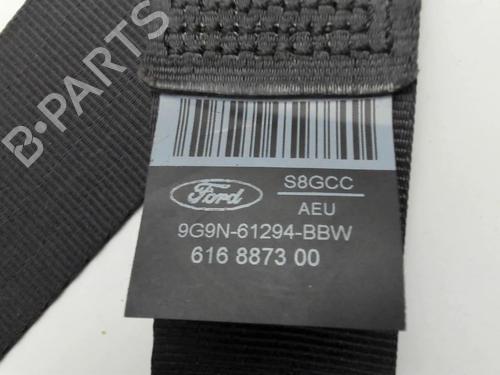 B-PARTS
Ford
S8GCC
AEU
9G9N-61294-BBW
616 8873 00